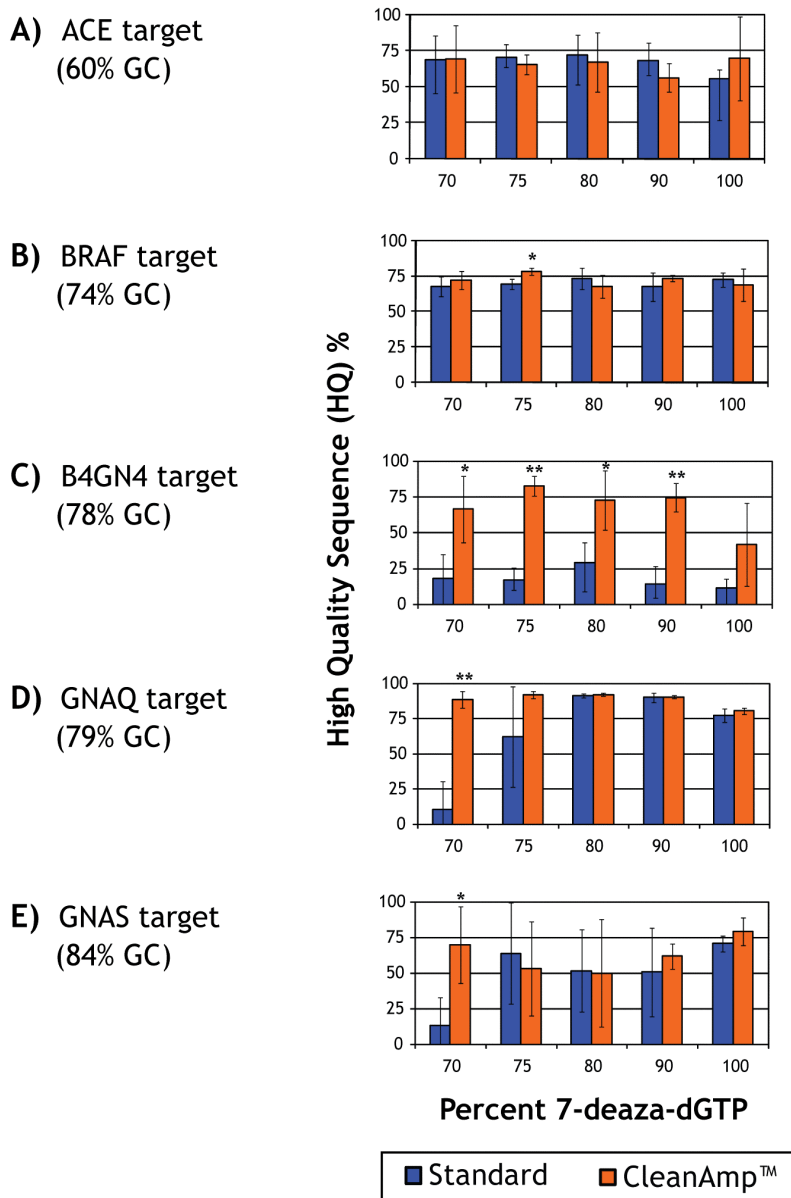 A) ACE target
(60% GC)
100
75
50
25
0
70 75 80 90 100
B) BRAF target
(74% GC)
100
75
50
25
0
*
70 75 80 90 100
C) B4GN4 target
(78% GC)
100
75
50
25
0
* ** * **
70 75 80 90 100
D) GNAQ target
(79% GC)
100
75
50
25
0
**
70 75 80 90 100
E) GNAS target
(84% GC)
100
75
50
25
0
*
70 75 80 90 100
High Quality Sequence (HQ) %
Percent 7-deaza-dGTP
Standard CleanAmp™